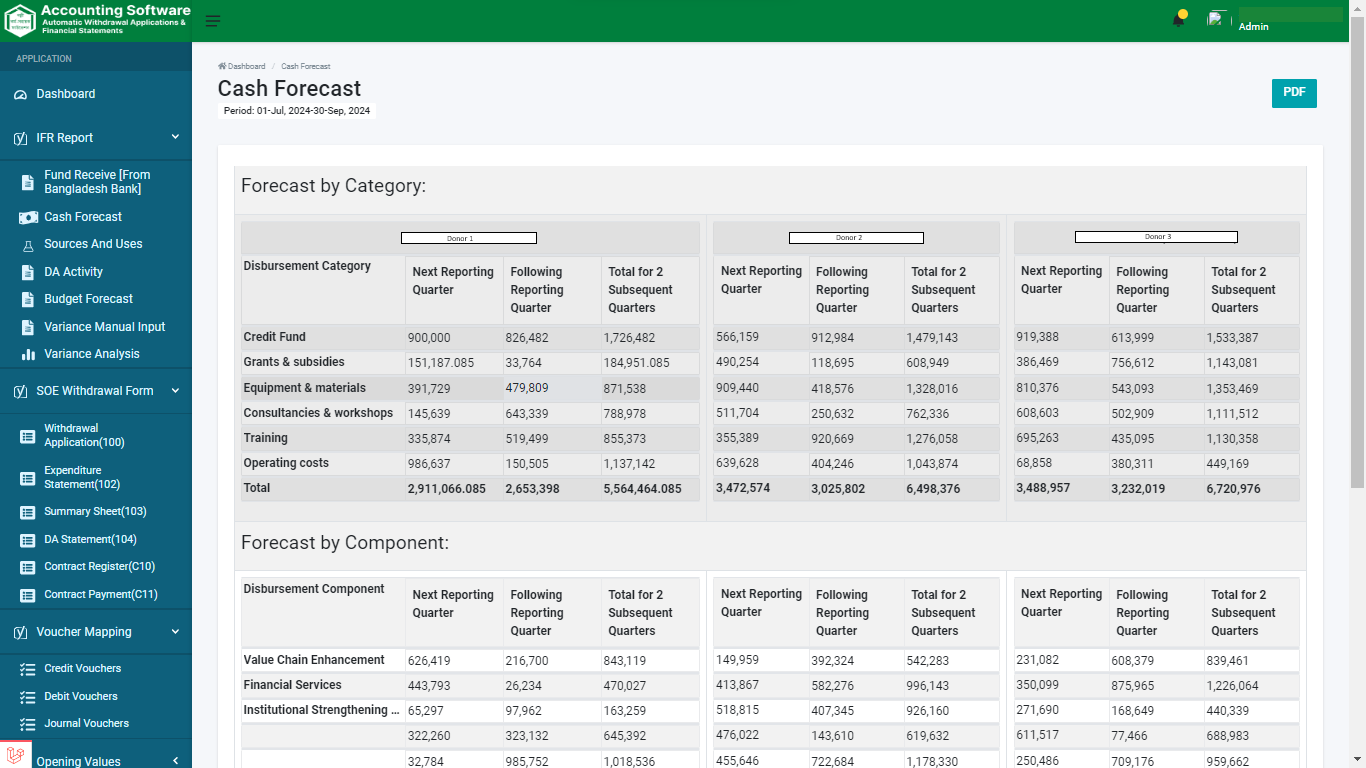 Accounting Software
Automatic Withdrawal Applications &
Financial Statements
Admin
APPLICATION
Dashboard
IFR Report
Fund Receive [From
Bangladesh Bank]
Cash Forecast
Sources And Uses
DA Activity
Budget Forecast
Variance Manual Input
Variance Analysis
SOE Withdrawal Form
Withdrawal
Application(100)
Expenditure
Statement(102)
Summary Sheet(103)
DA Statement(104)
Contract Register(C10)
Contract Payment(C11)
Voucher Mapping
Credit Vouchers
Debit Vouchers
Journal Vouchers
Opening Values
Dashboard / Cash Forecast
Cash Forecast
Period: 01-Jul, 2024-30-Sep, 2024
PDF
Forecast by Category:
Donor 1 Donor 2 Donor 3
Disbursement Category Next Reporting Following Total for 2 Next Reporting Following Total for 2 Next Reporting Following Total for 2
Quarter Reporting Subsequent Quarter Reporting Subsequent Quarter Reporting Subsequent
Quarter Quarters Quarter Quarters Quarter Quarters
Credit Fund 900,000 826,482 1,726,482 566,159 912,984 1,479,143 919,388 613,999 1,533,387
Grants & subsidies 151,187.085 33,764 184,951.085 490,254 118,695 608,949 386,469 756,612 1,143,081
Equipment & materials 391,729 479,809 871,538 909,440 418,576 1,328,016 810,376 543,093 1,353,469
Consultancies & workshops 145,639 643,339 788,978 511,704 250,632 762,336 608,603 502,909 1,111,512
Training 335,874 519,499 855,373 355,389 920,669 1,276,058 695,263 435,095 1,130,358
Operating costs 986,637 150,505 1,137,142 639,628 404,246 1,043,874 68,858 380,311 449,169
Total 2,911,066.085 2,653,398 5,564,464.085 3,472,574 3,025,802 6,498,376 3,488,957 3,232,019 6,720,976
Forecast by Component:
Disbursement Component Next Reporting Following Total for 2 Next Reporting Following Total for 2 Next Reporting Following Total for 2
Quarter Reporting Subsequent Quarter Reporting Subsequent Quarter Reporting Subsequent
Quarter Quarters Quarter Quarters Quarter Quarters
Value Chain Enhancement 626,419 216,700 843,119 149,959 392,324 542,283 231,082 608,379 839,461
Financial Services 443,793 26,234 470,027 413,867 582,276 996,143 350,099 875,965 1,226,064
Institutional Strengthening ... 65,297 97,962 163,259 518,815 407,345 926,160 271,690 168,649 440,339
322,260 323,132 645,392 476,022 143,610 619,632 611,517 77,466 688,983
32,784 985,752 1,018,536 455,646 722,684 1,178,330 250,486 709,176 959,662